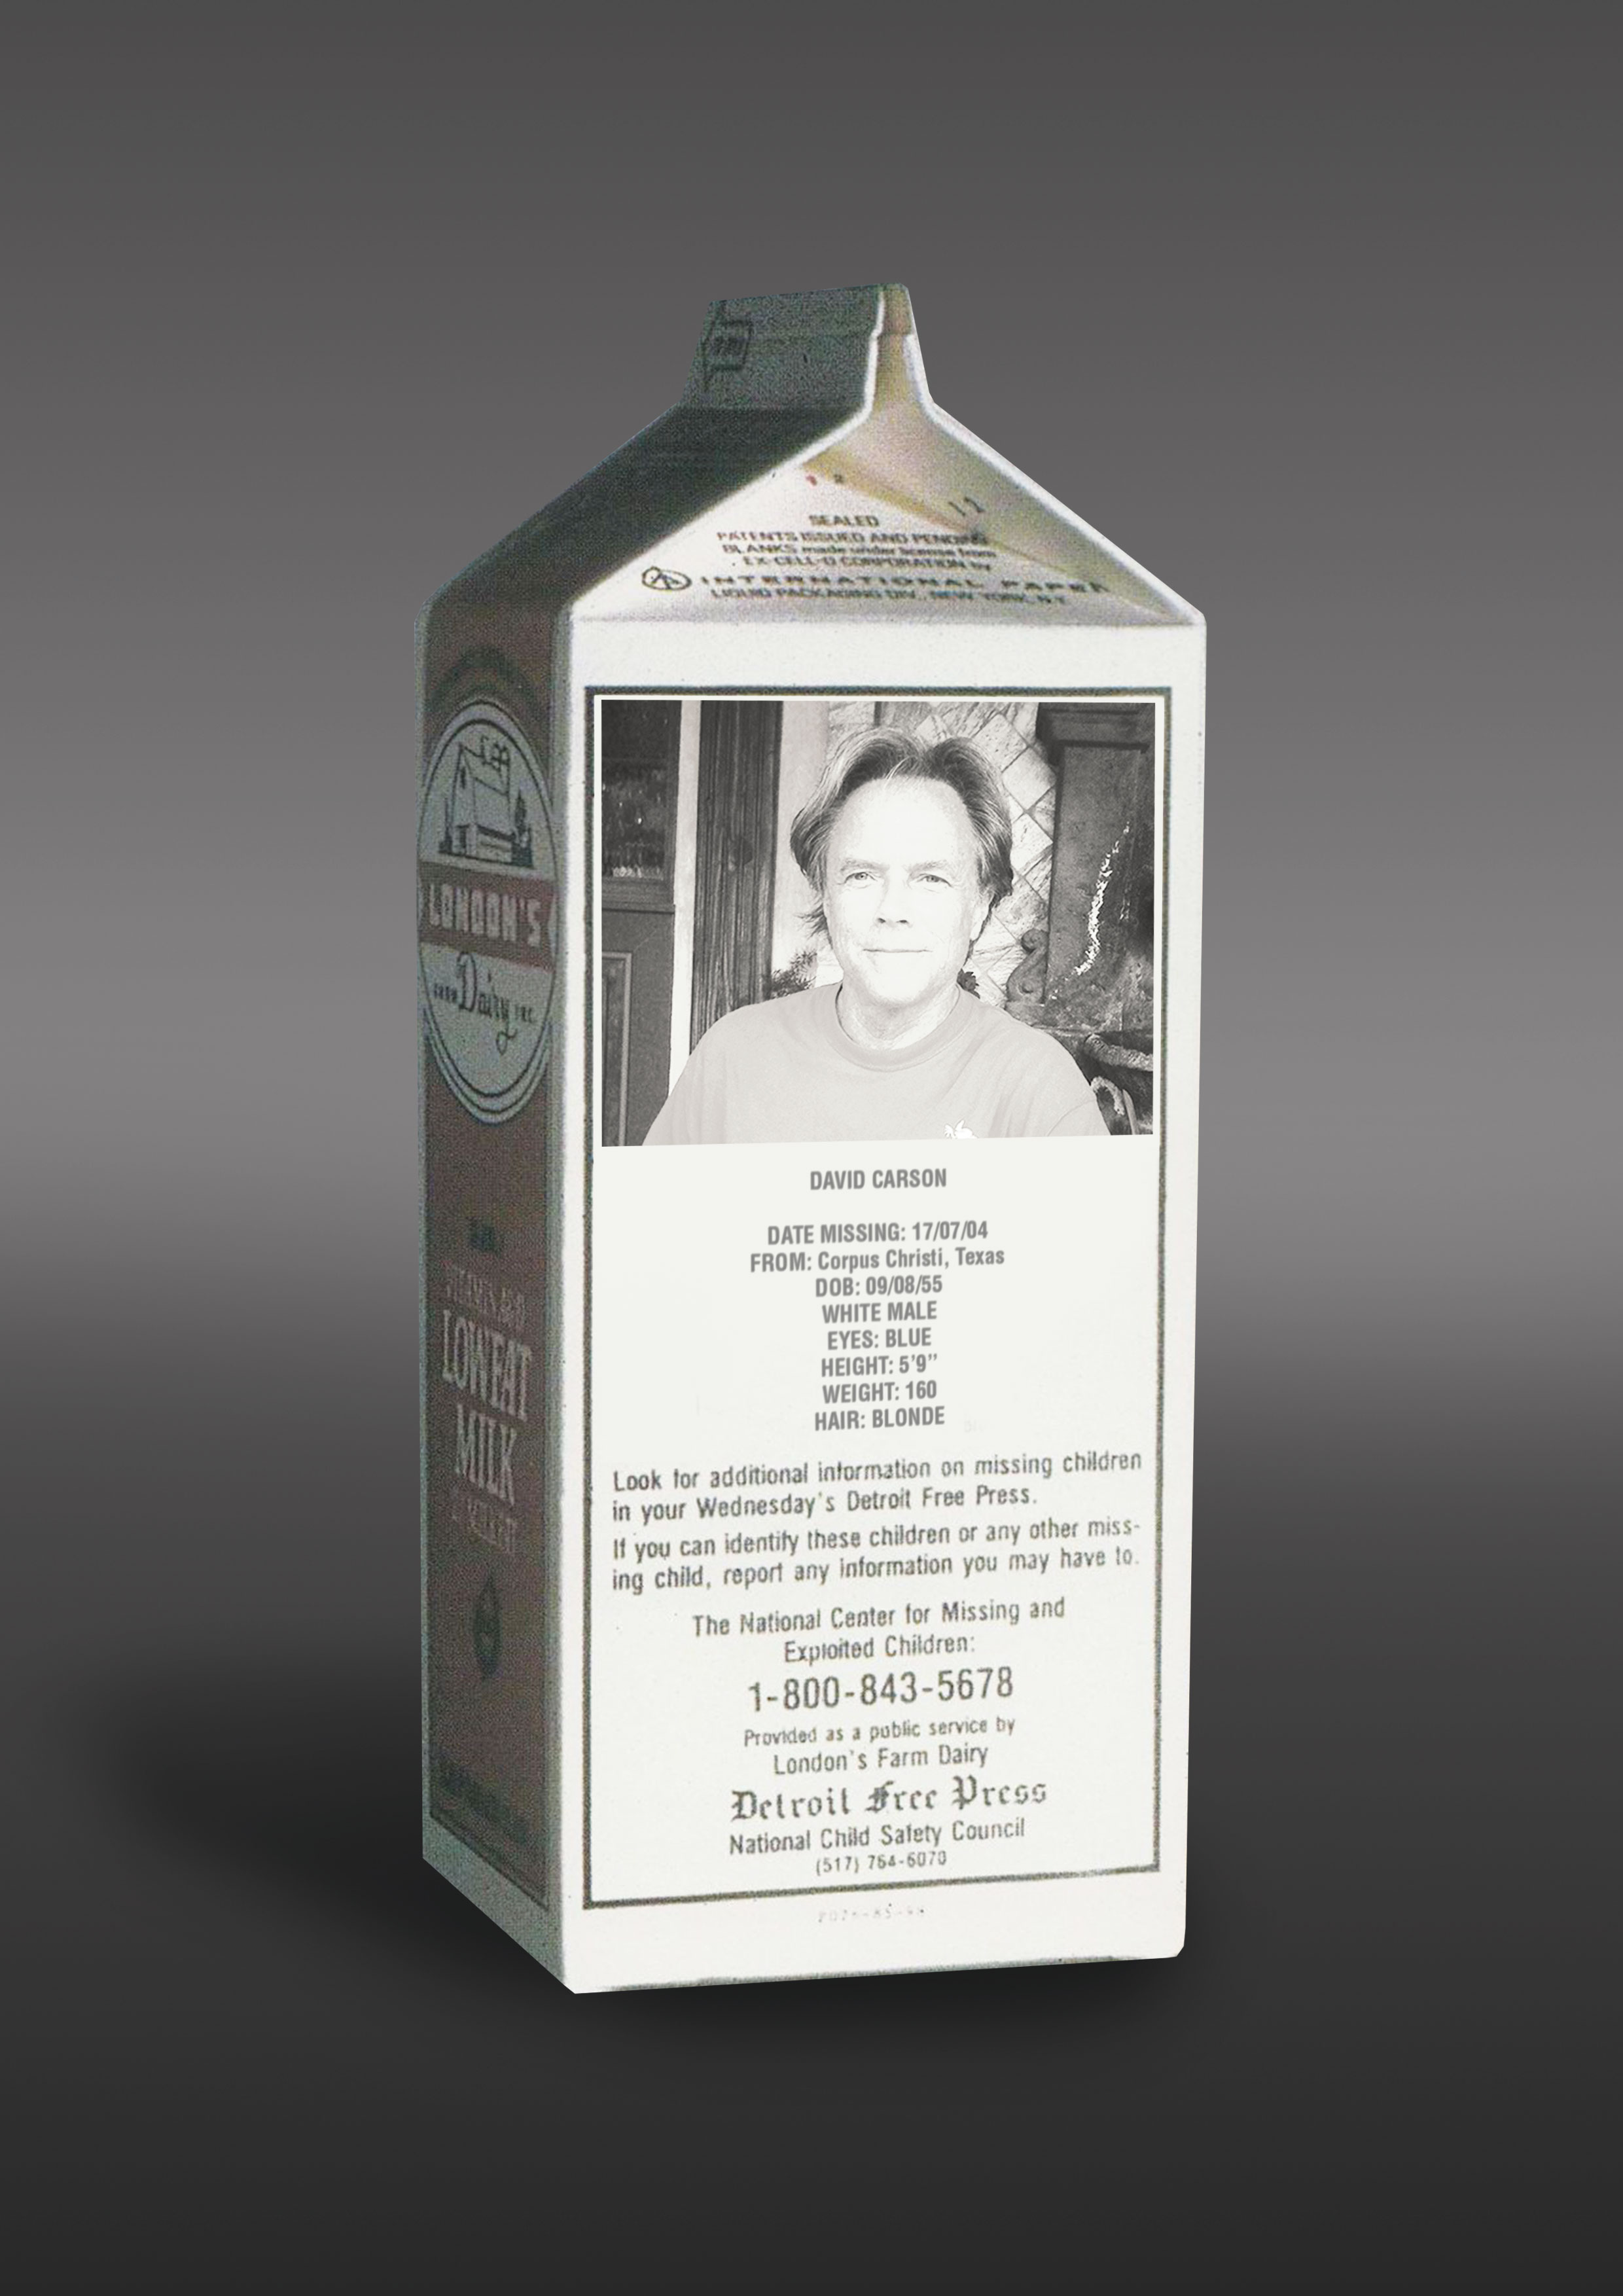 12
SEALED
PATENTS ISSUED AND PENDING
BLANKS made under license from
EX-CELL-O CORPORATION by
INTERNATIONAL PAPER
LIQUID PACKAGING DIV., NEW YORK, N.Y.
LONDON'S
FARM Dairy INC.
LOWFAT
MILK
DAVID CARSON
DATE MISSING: 17/07/04
FROM: Corpus Christi, Texas
DOB: 09/08/55
WHITE MALE
EYES: BLUE
HEIGHT: 5'9”
WEIGHT: 160
HAIR: BLONDE
Look for additional information on missing children
in your Wednesday's Detroit Free Press.
If you can identify these children or any other miss-
ing child, report any information you may have to.
The National Center for Missing and
Exploited Children:
1-800-843-5678
Provided as a public service by
London's Farm Dairy
Detroit Free Press
National Child Safety Council
(517) 764-6070